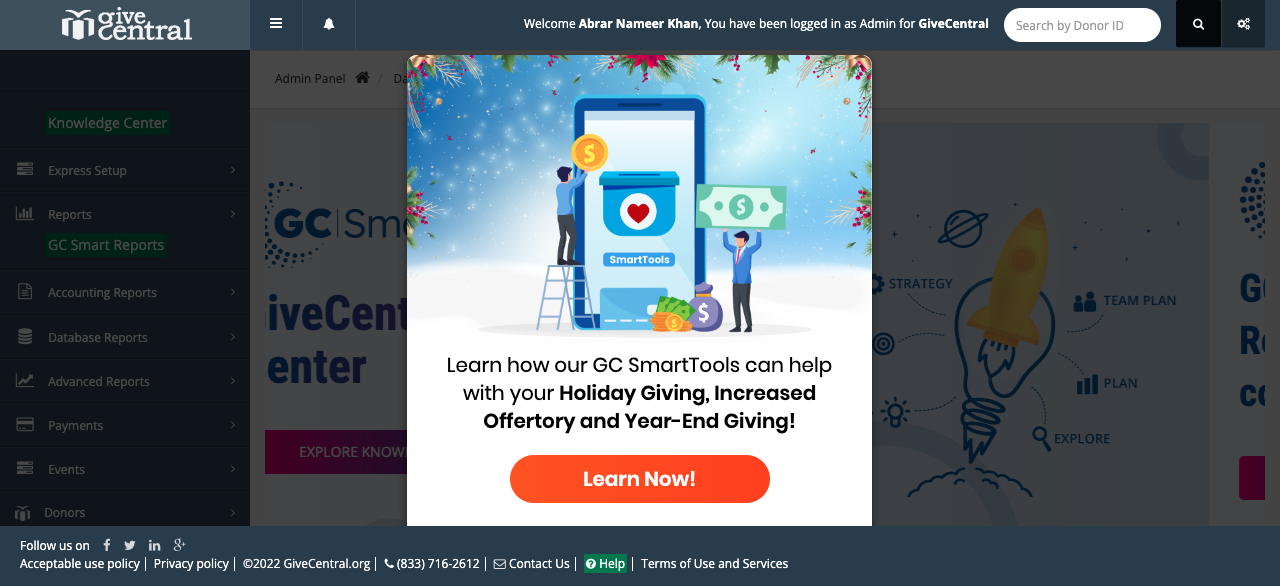 give central
Welcome Abrar Nameer Khan, You have been logged in as Admin for GiveCentral
Search by Donor ID
Admin Panel /
Knowledge Center
Express Setup
Reports
GC Smart Reports
Accounting Reports
Database Reports
Advanced Reports
Payments
Events
Donors
GC
iveCent
enter
EXPLORE KNOW
SmartTools
Learn how our GC SmartTools can help
with your Holiday Giving, Increased
Offertory and Year-End Giving!
Learn Now!
STRATEGY
TEAM PLAN
PLAN
EXPLORE
Follow us on
Acceptable use policy | Privacy policy | ©2022 GiveCentral.org | (833) 716-2612 | Contact Us | Help | Terms of Use and Services